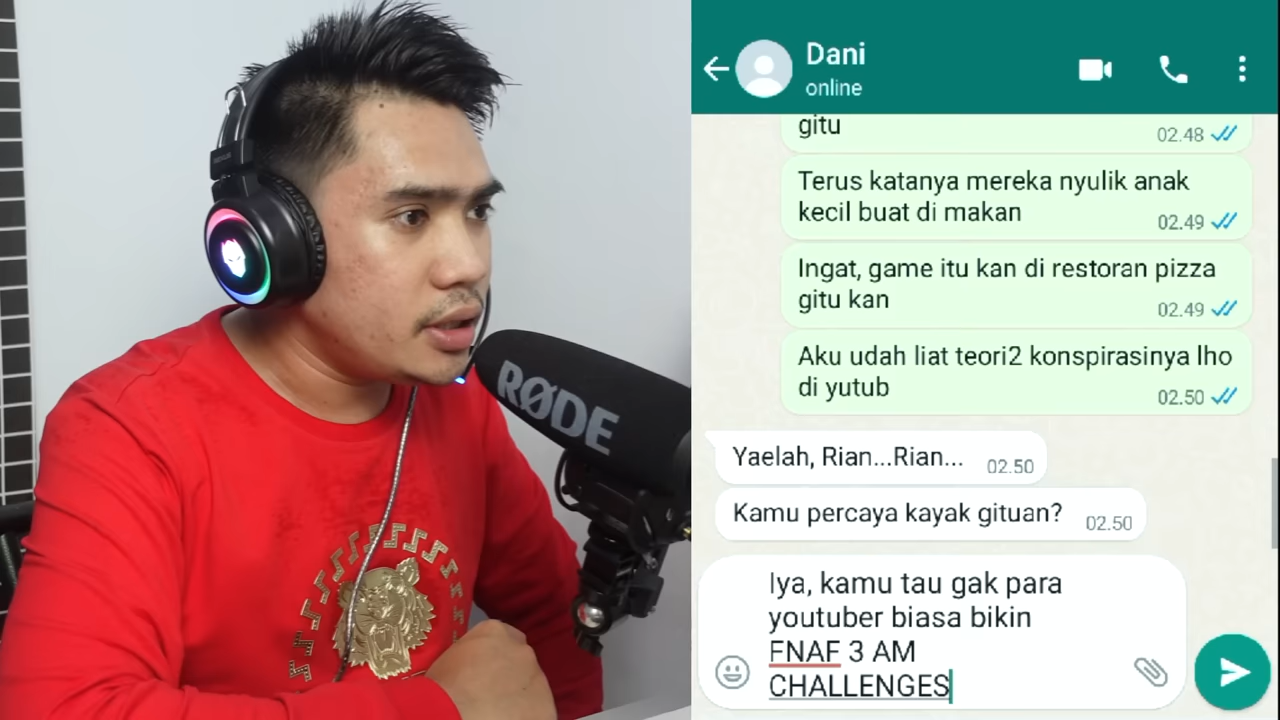 RØDE
Dani
online
gitu
02.48
Terus katanya mereka nyulik anak
kecil buat di makan
02.49
Ingat, game itu kan di restoran pizza
gitu kan
02.49
Aku udah liat teori2 konspirasinya lho
di yutub
02.50
Yaelah, Rian...Rian...
02.50
Kamu percaya kayak gituan?
02.50
Iya, kamu tau gak para
youtuber biasa bikin
FNAF 3 AM
CHALLENGES